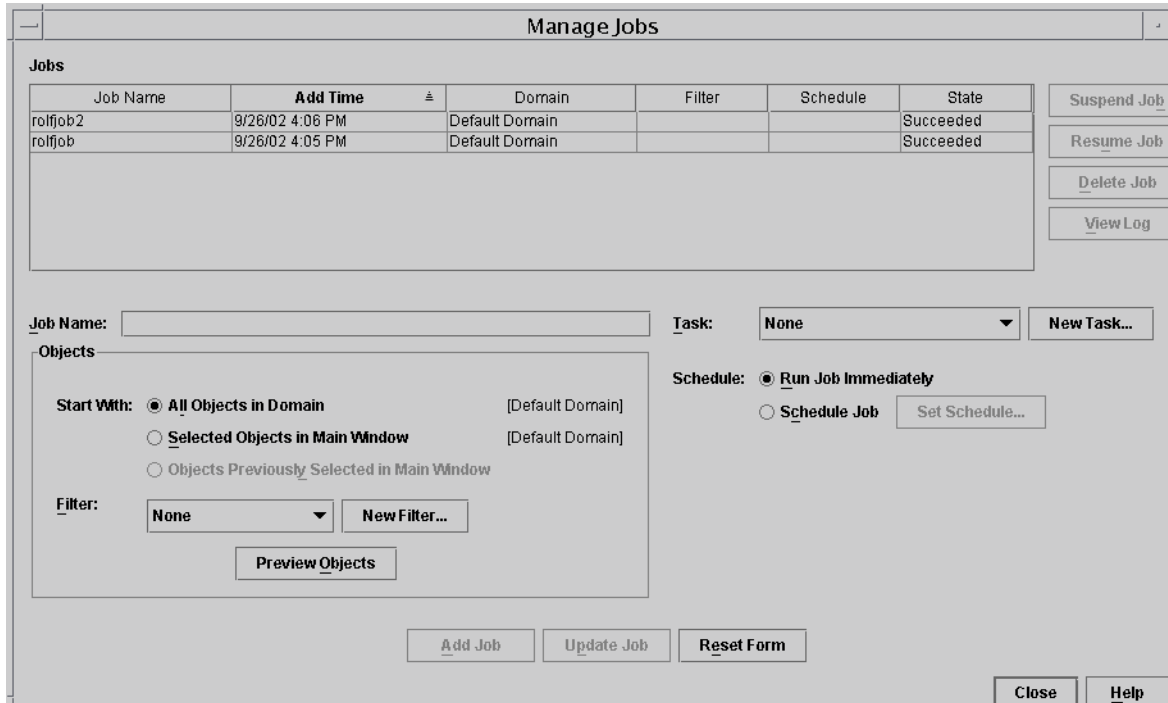 Manage Jobs
Jobs
Job Name Add Time Domain Filter Schedule State
rolfjob2 9/26/02 4:06 PM Default Domain Succeeded
rolfjob 9/26/02 4:05 PM Default Domain Succeeded
Suspend Job
Resume Job
Delete Job
View Log
Job Name:
Task: None New Task...
Objects
Start With: All Objects in Domain [Default Domain]
Selected Objects in Main Window [Default Domain]
Objects Previously Selected in Main Window
Filter: None New Filter...
Preview Objects
Schedule: Run Job Immediately
Schedule Job Set Schedule...
Add Job Update Job Reset Form
Close Help